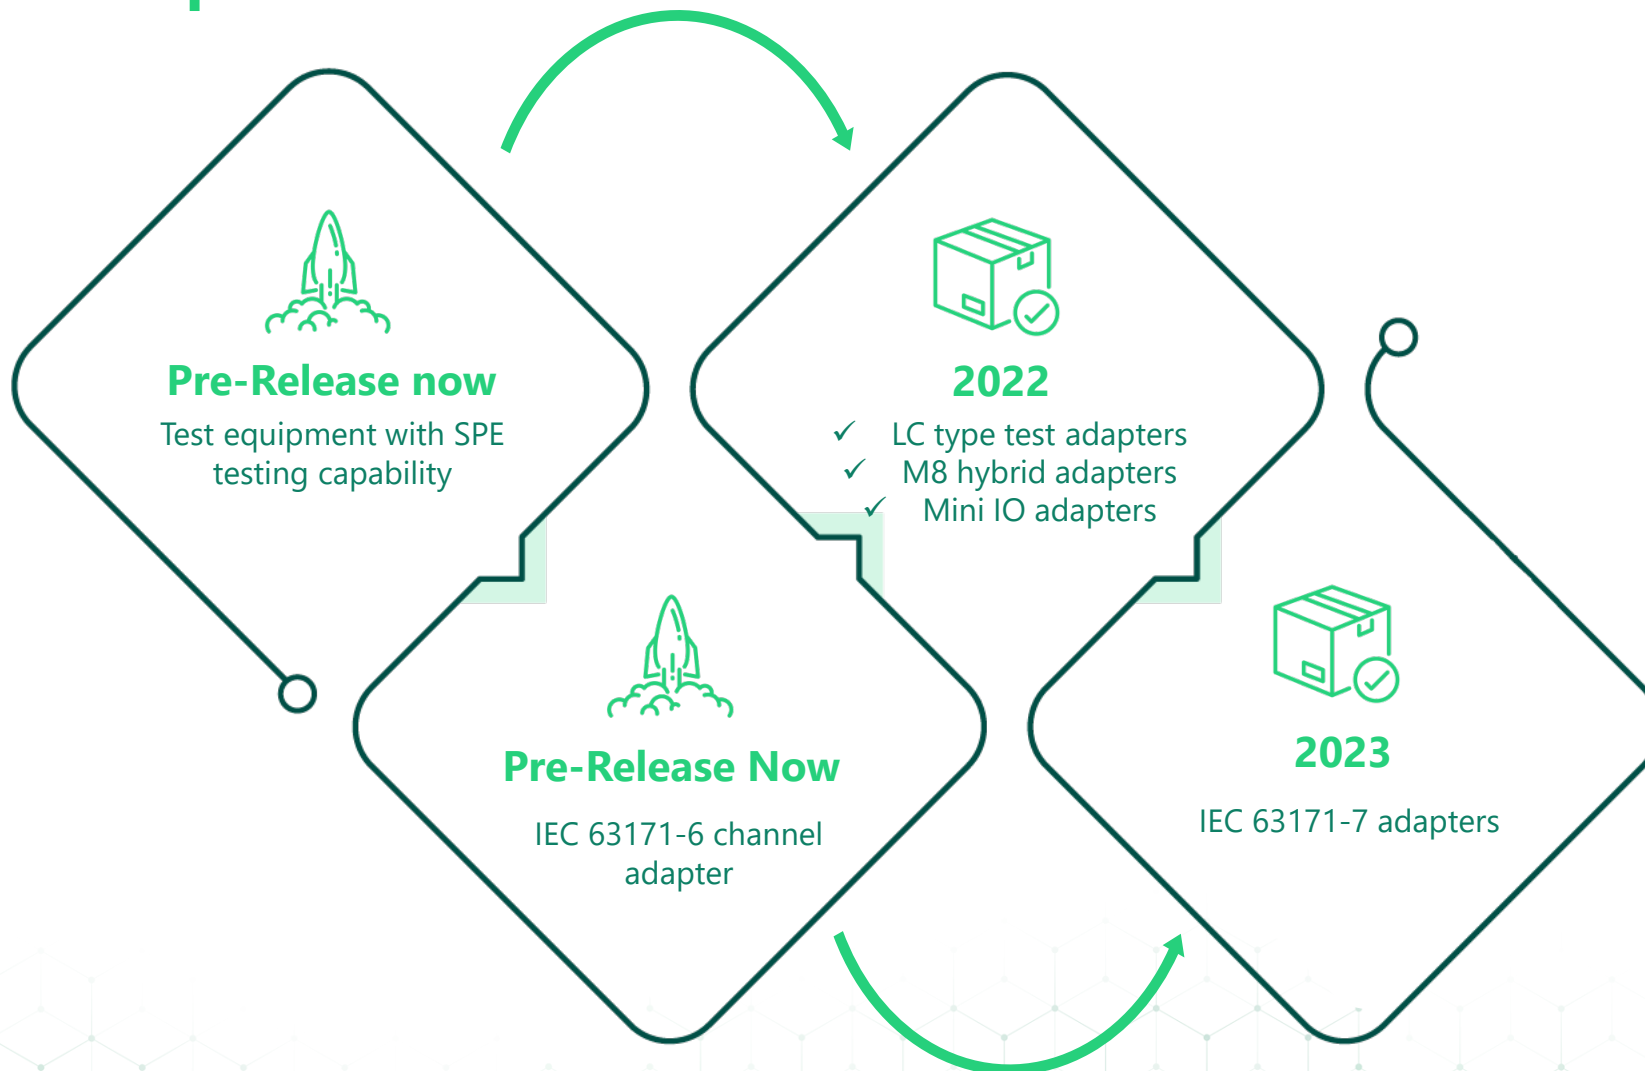 Pre-Release now
Test equipment with SPE
testing capability
2022
✓ LC type test adapters
✓ M8 hybrid adapters
✓ Mini IO adapters
Pre-Release Now
IEC 63171-6 channel
adapter
2023
IEC 63171-7 adapters